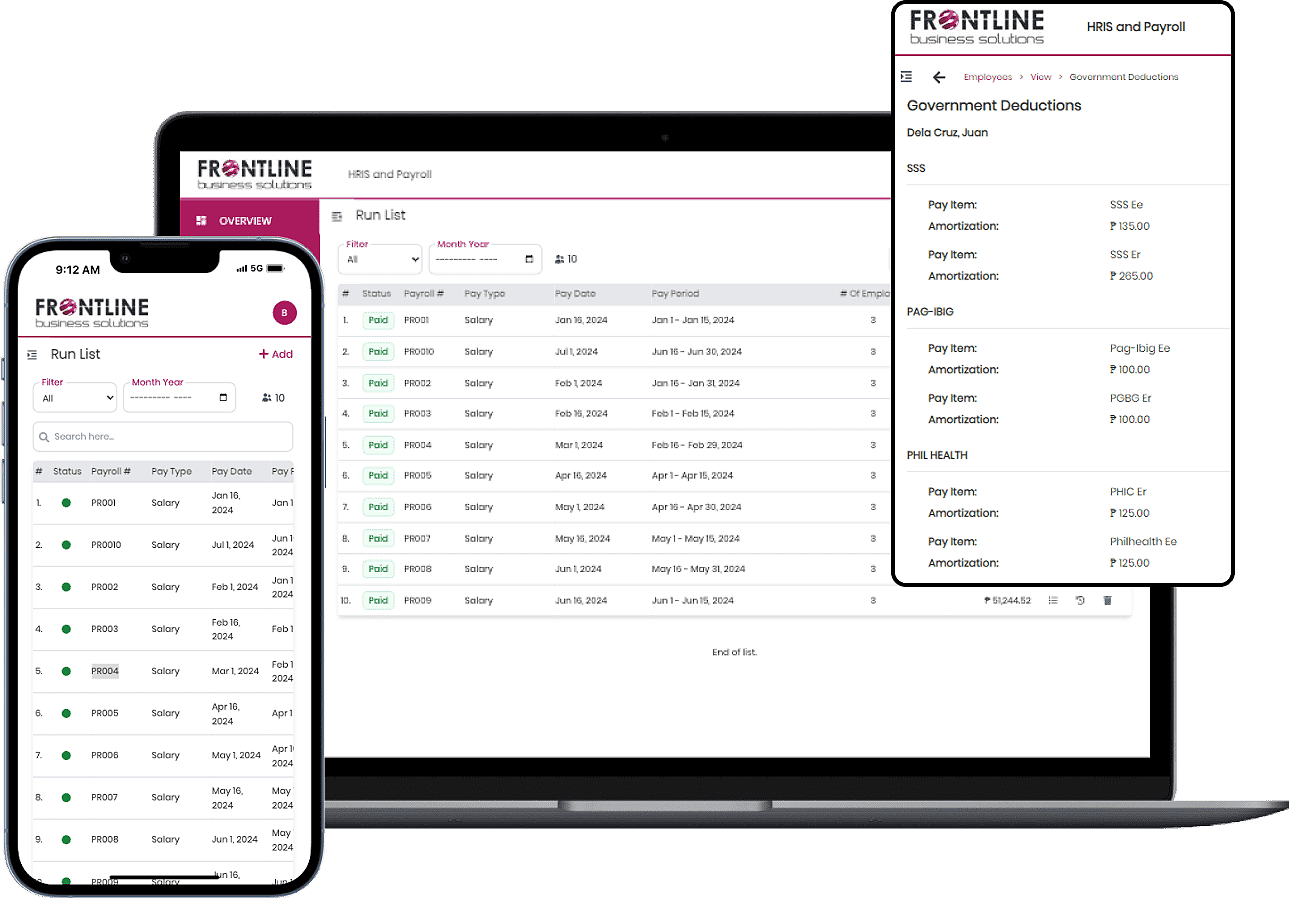 FRONTLINE
business solutions
HRIS and Payroll
Employees > View > Government Deductions
Government Deductions
Dela Cruz, Juan
SSS
Pay Item: SSS Ee
Amortization: ₱ 135.00
Pay Item: SSS Er
Amortization: ₱ 265.00
PAG-IBIG
Pay Item: Pag-Ibig Ee
Amortization: ₱ 100.00
Pay Item: PGBG Er
Amortization: ₱ 100.00
PHIL HEALTH
Pay Item: PHIC Er
Amortization: ₱ 125.00
Pay Item: Philhealth Ee
Amortization: ₱ 125.00
FRONTLINE
business solutions
HRIS and Payroll
OVERVIEW
Run List
Filter Month Year
All --------- ---- 10
# Status Payroll # Pay Type Pay Date Pay Period # Of Emplo
1. Paid PR001 Salary Jan 16, 2024 Jan 1 - Jan 15, 2024 3
2. Paid PR0010 Salary Jul 1, 2024 Jun 16 - Jun 30, 2024 3
3. Paid PR002 Salary Feb 1, 2024 Jan 16 - Jan 31, 2024 3
4. Paid PR003 Salary Feb 16, 2024 Feb 1 - Feb 15, 2024 3
5. Paid PR004 Salary Mar 1, 2024 Feb 16 - Feb 29, 2024 3
6. Paid PR005 Salary Apr 16, 2024 Apr 1 - Apr 15, 2024 3
7. Paid PR006 Salary May 1, 2024 Apr 16 - Apr 30, 2024 3
8. Paid PR007 Salary May 16, 2024 May 1 - May 15, 2024 3
9. Paid PR008 Salary Jun 1, 2024 May 16 - May 31, 2024 3
10. Paid PR009 Salary Jun 16, 2024 Jun 1 - Jun 15, 2024 3 ₱ 51,244.52
End of list.
9:12 AM 5G
FRONTLINE
business solutions
B
Run List + Add
Filter Month Year
All --------- ---- 10
Search here...
# Status Payroll # Pay Type Pay Date Pay P
1. PR001 Salary Jan 16, 2024 Jan 1
2. PR0010 Salary Jul 1, 2024 Jun 1 2024
3. PR002 Salary Feb 1, 2024 Jan 1 2024
4. PR003 Salary Feb 16, 2024 Feb 1
5. PR004 Salary Mar 1, 2024 Feb 1 2024
6. PR005 Salary Apr 16, 2024 Apr 1
7. PR006 Salary May 1, 2024 Apr 1 2024
8. PR007 Salary May 16, 2024 May 2024
9. PR008 Salary Jun 1, 2024 May 2024
PR009 Salary Jun 16, Jun